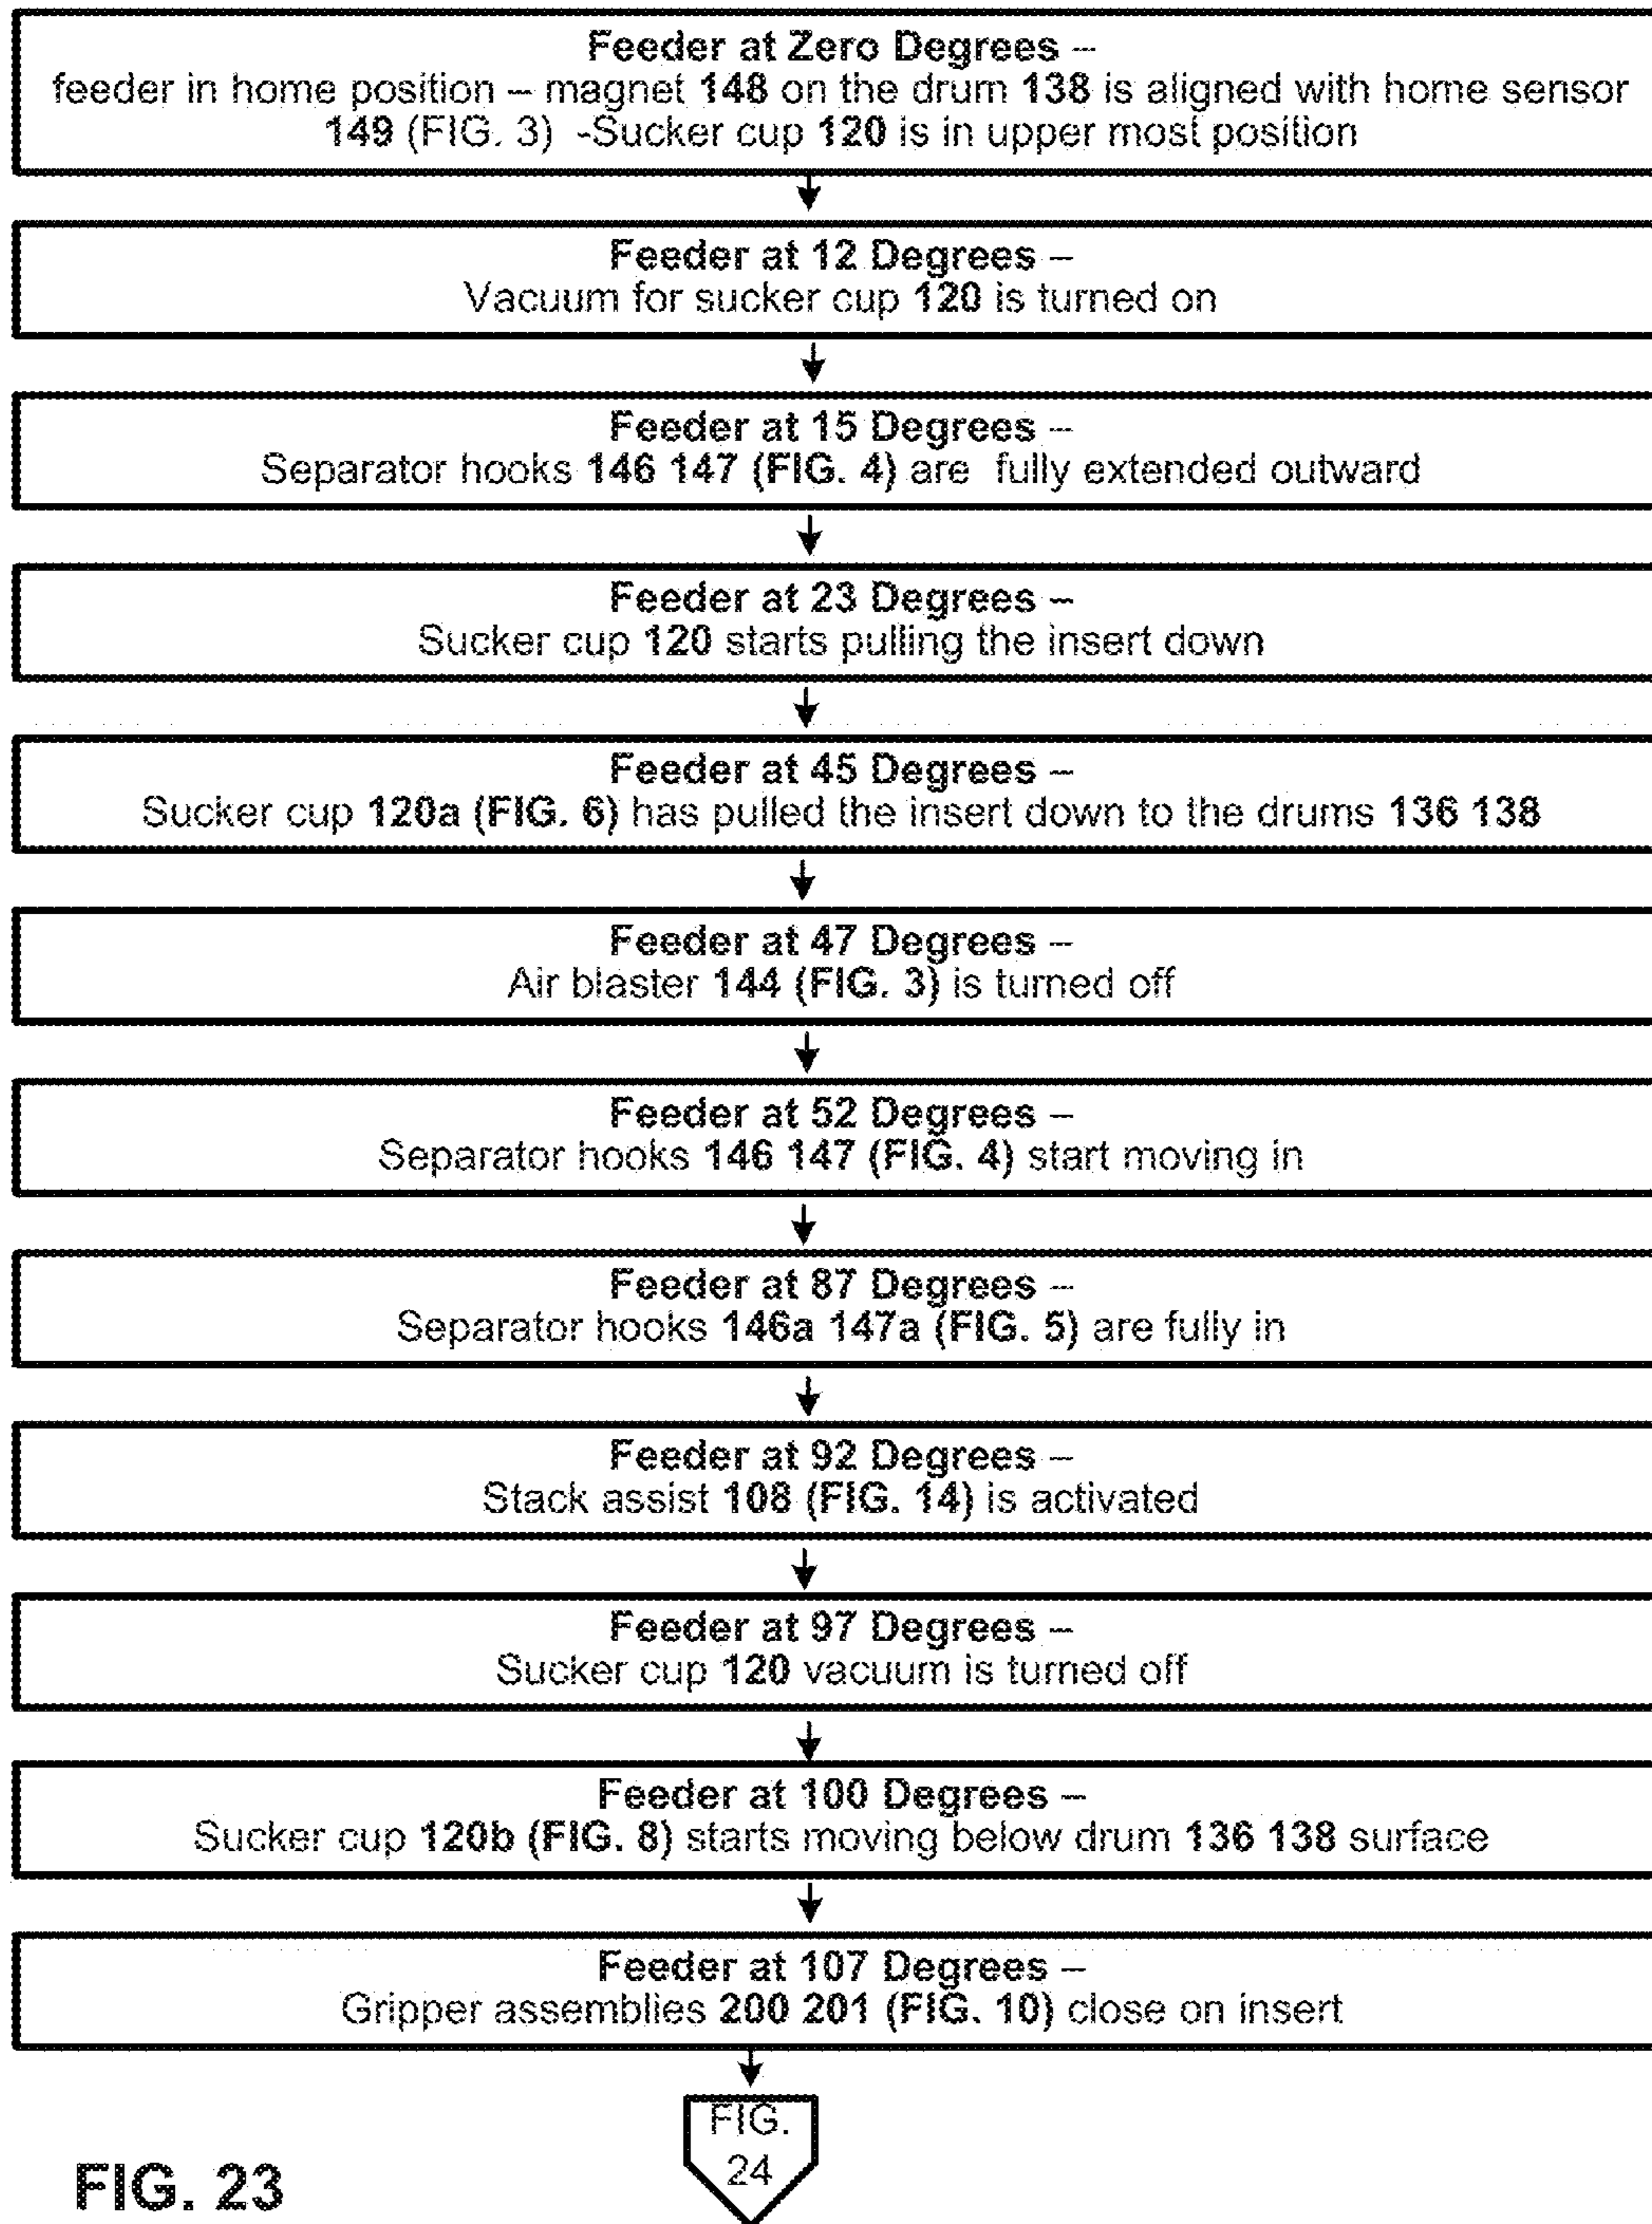 Feeder at Zero Degrees –
feeder in home position – magnet 148 on the drum 138 is aligned with home sensor
149 (FIG. 3) -Sucker cup 120 is in upper most position
Feeder at 12 Degrees –
Vacuum for sucker cup 120 is turned on
Feeder at 15 Degrees –
Separator hooks 146 147 (FIG. 4) are fully extended outward
Feeder at 23 Degrees –
Sucker cup 120 starts pulling the insert down
Feeder at 45 Degrees –
Sucker cup 120a (FIG. 6) has pulled the insert down to the drums 136 138
Feeder at 47 Degrees –
Air blaster 144 (FIG. 3) is turned off
Feeder at 52 Degrees –
Separator hooks 146 147 (FIG. 4) start moving in
Feeder at 87 Degrees –
Separator hooks 146a 147a (FIG. 5) are fully in
Feeder at 92 Degrees –
Stack assist 108 (FIG. 14) is activated
Feeder at 97 Degrees –
Sucker cup 120 vacuum is turned off
Feeder at 100 Degrees –
Sucker cup 120b (FIG. 8) starts moving below drum 136 138 surface
Feeder at 107 Degrees –
Gripper assemblies 200 201 (FIG. 10) close on insert
FIG.
24
FIG. 23